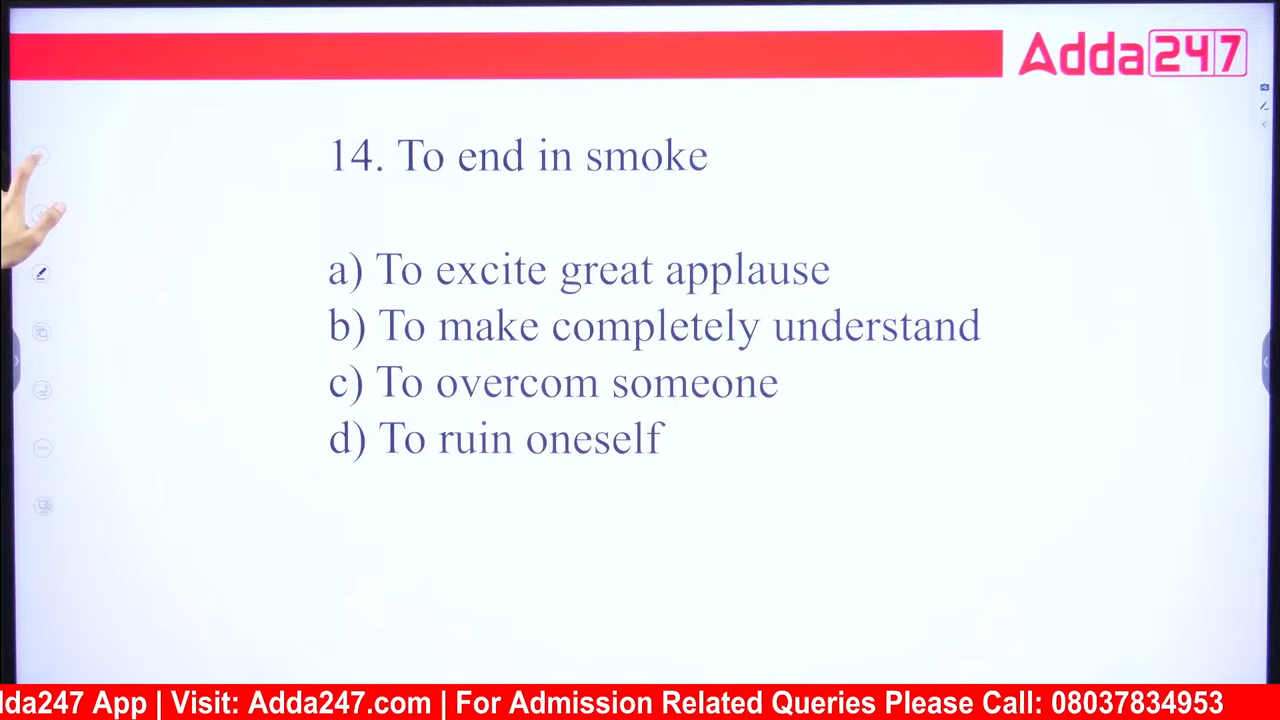 Adda247
14. To end in smoke
a) To excite great applause
b) To make completely understand
c) To overcom someone
d) To ruin oneself
dda247 App | Visit: Adda247.com | For Admission Related Queries Please Call: 08037834953